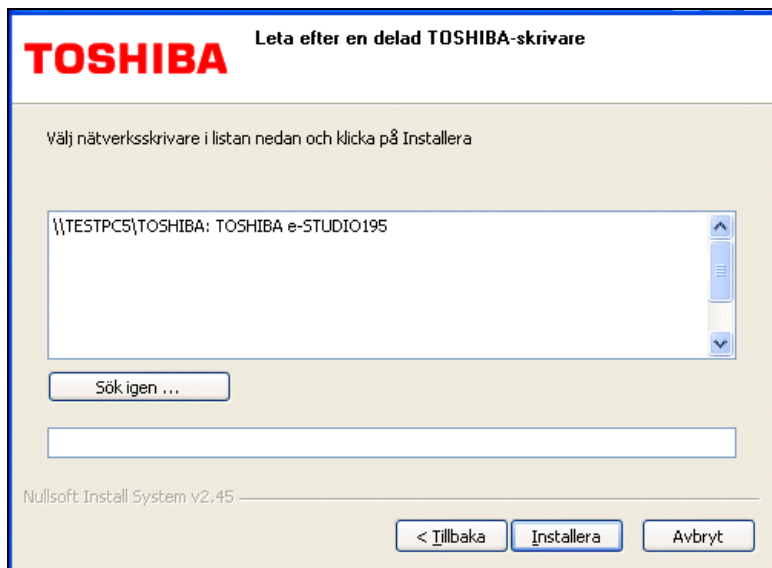 TOSHIBA
Leta efter en delad TOSHIBA-skrivare
Välj nätverksskrivare i listan nedan och klicka på Installera
\\TESTPC5\TOSHIBA: TOSHIBA e-STUDIO195
Sök igen ...
Nullsoft Install System v2.45
< Tillbaka
Installera
Avbryt